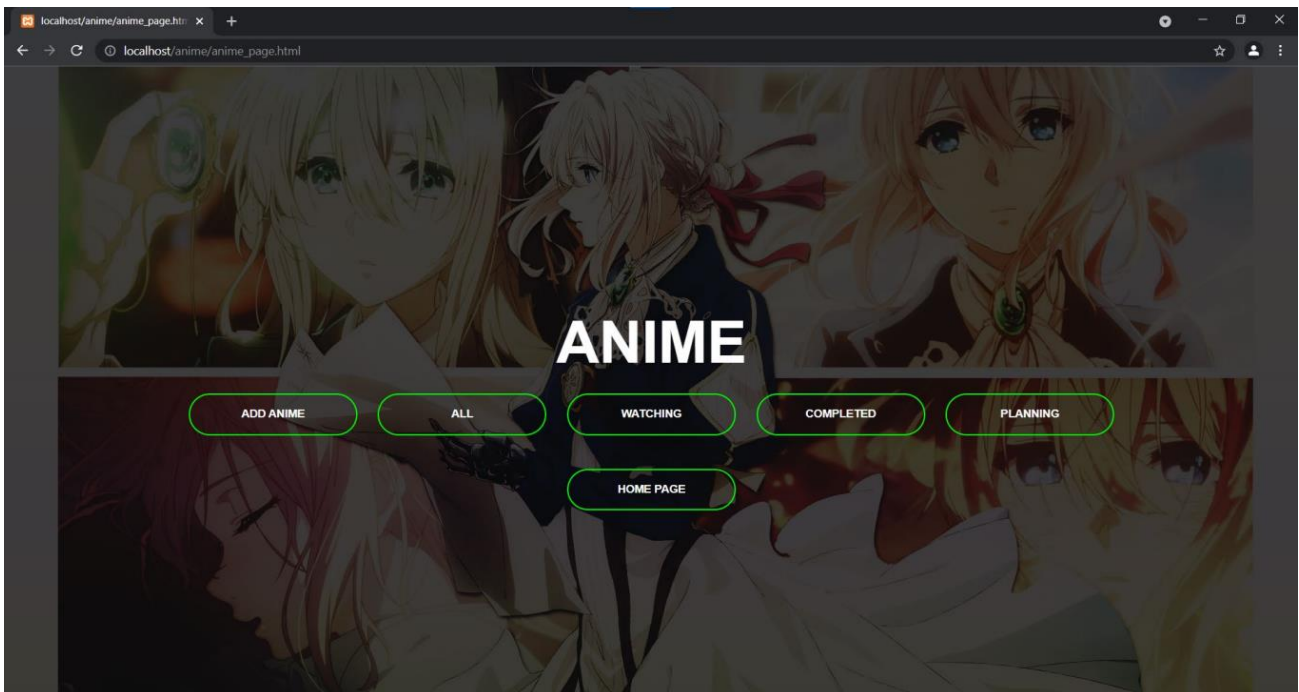 localhost/anime/anime_page.htm
localhost/anime/anime_page.html
ANIME
ADD ANIME
ALL
WATCHING
COMPLETED
PLANNING
HOME PAGE